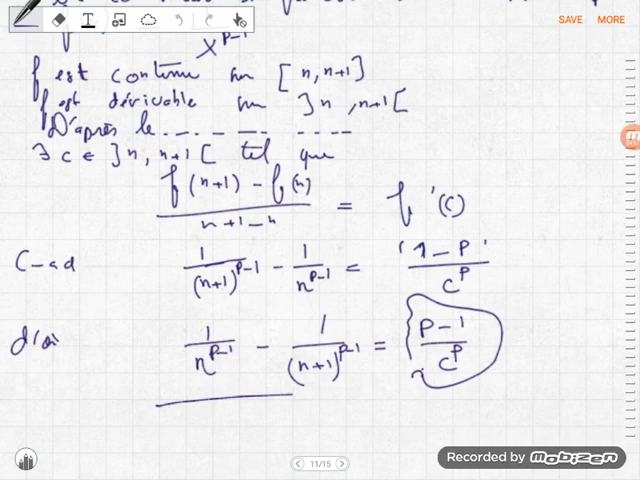 SAVE MORE
x^{p-1}
f est continue sur [n, n+1]
f est dérivable sur ]n, n+1[
D'après le - - - - - - -
∃ c ∈ ]n, n+1[ tel que
(f(n+1) - f(n)) / (n+1-n) = f'(c)
C-ad 1/(n+1)^{p-1} - 1/n^{p-1} = (1-p)/c^p
d'où 1/n^{p-1} - 1/(n+1)^{p-1} = (p-1)/c^p
11/15
Recorded by Mobizen